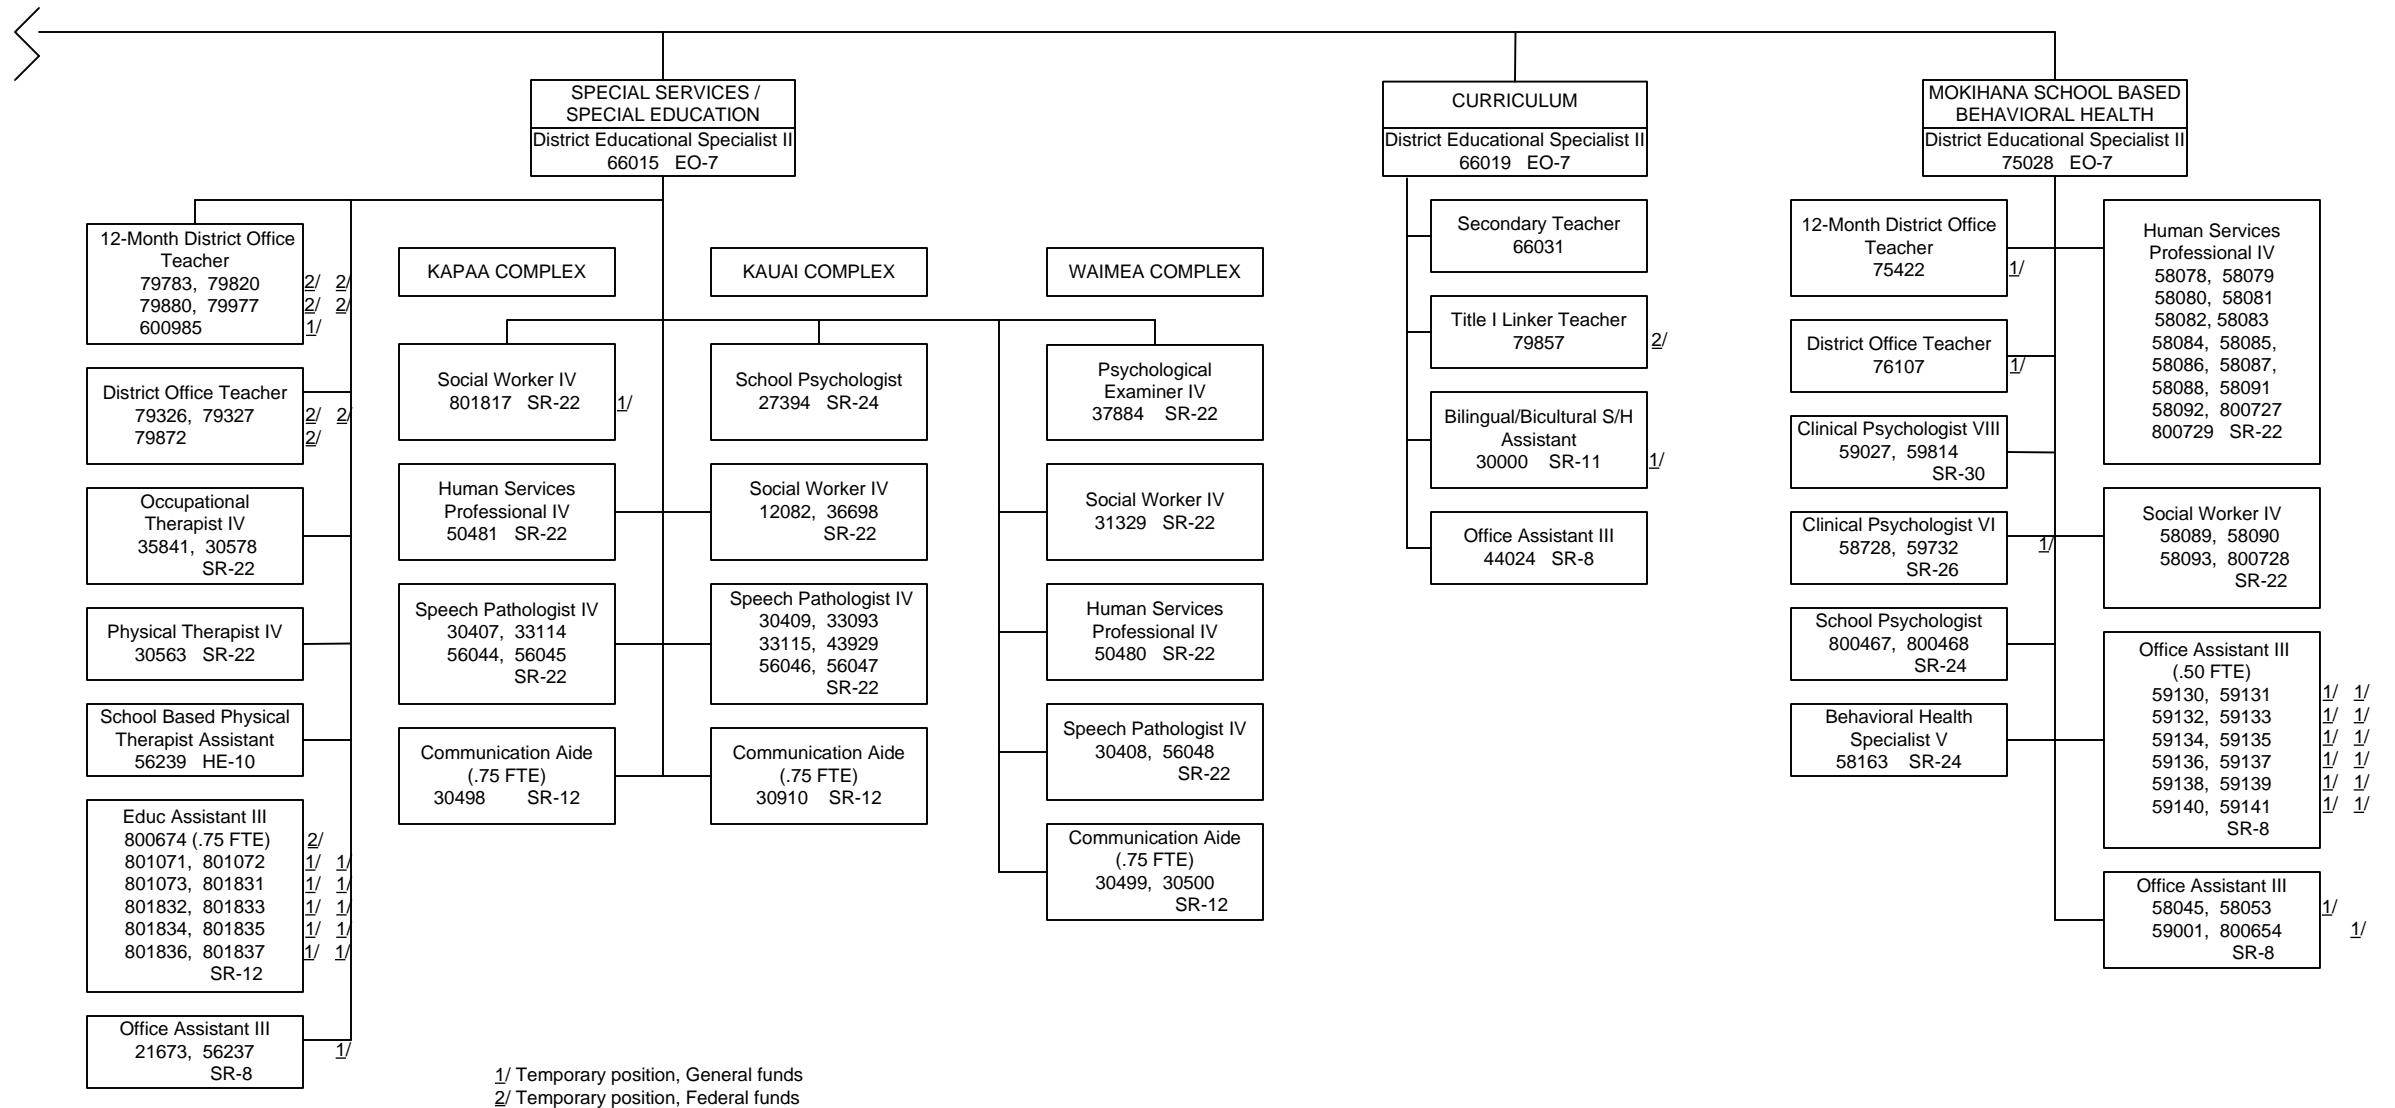 SPECIAL SERVICES /
SPECIAL EDUCATION
District Educational Specialist II
66015 EO-7
12-Month District Office
Teacher
79783, 79820 2/ 2/
79880, 79977 2/ 2/
600985 1/
District Office Teacher
79326, 79327 2/ 2/
79872 2/
Occupational
Therapist IV
35841, 30578
SR-22
Physical Therapist IV
30563 SR-22
School Based Physical
Therapist Assistant
56239 HE-10
Educ Assistant III
800674 (.75 FTE) 2/
801071, 801072 1/ 1/
801073, 801831 1/ 1/
801832, 801833 1/ 1/
801834, 801835 1/ 1/
801836, 801837 1/ 1/
SR-12
Office Assistant III
21673, 56237 1/
SR-8
KAPAA COMPLEX
Social Worker IV
801817 SR-22 1/
Human Services
Professional IV
50481 SR-22
Speech Pathologist IV
30407, 33114
56044, 56045
SR-22
Communication Aide
(.75 FTE)
30498 SR-12
KAUAI COMPLEX
School Psychologist
27394 SR-24
Social Worker IV
12082, 36698
SR-22
Speech Pathologist IV
30409, 33093
33115, 43929
56046, 56047
SR-22
Communication Aide
(.75 FTE)
30910 SR-12
WAIMEA COMPLEX
Psychological
Examiner IV
37884 SR-22
Social Worker IV
31329 SR-22
Human Services
Professional IV
50480 SR-22
Speech Pathologist IV
30408, 56048
SR-22
Communication Aide
(.75 FTE)
30499, 30500
SR-12
CURRICULUM
District Educational Specialist II
66019 EO-7
Secondary Teacher
66031
Title I Linker Teacher
79857 2/
Bilingual/Bicultural S/H
Assistant
30000 SR-11 1/
Office Assistant III
44024 SR-8
MOKIHANA SCHOOL BASED
BEHAVIORAL HEALTH
District Educational Specialist II
75028 EO-7
12-Month District Office
Teacher
75422 1/
District Office Teacher
76107 1/
Clinical Psychologist VIII
59027, 59814
SR-30
Clinical Psychologist VI
58728, 59732 1/
SR-26
School Psychologist
800467, 800468
SR-24
Behavioral Health
Specialist V
58163 SR-24
Human Services
Professional IV
58078, 58079
58080, 58081
58082, 58083
58084, 58085,
58086, 58087,
58088, 58091
58092, 800727
800729 SR-22
Social Worker IV
58089, 58090
58093, 800728
SR-22
Office Assistant III
(.50 FTE)
59130, 59131 1/ 1/
59132, 59133 1/ 1/
59134, 59135 1/ 1/
59136, 59137 1/ 1/
59138, 59139 1/ 1/
59140, 59141 1/ 1/
SR-8
Office Assistant III
58045, 58053 1/
59001, 800654 1/
SR-8
1/ Temporary position, General funds
2/ Temporary position, Federal funds